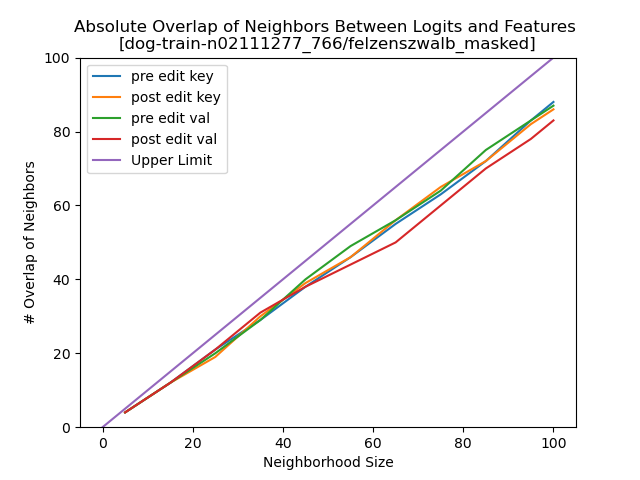 Absolute Overlap of Neighbors Between Logits and Features
[dog-train-n02111277_766/felzenszwalb_masked]
100
80
60
40
20
0
# Overlap of Neighbors
pre edit key
post edit key
pre edit val
post edit val
Upper Limit
0 20 40 60 80 100
Neighborhood Size